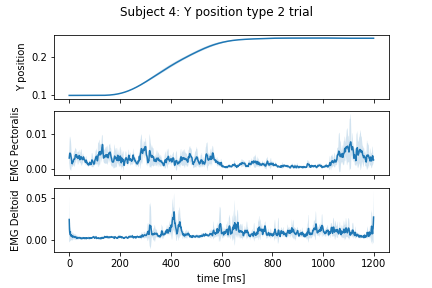 Subject 4: Y position type 2 trial
Y position
0.2
0.1
EMG Pectoralis
0.01
0.00
EMG Deltoid
0.05
0.00
0 200 400 600 800 1000 1200
time [ms]